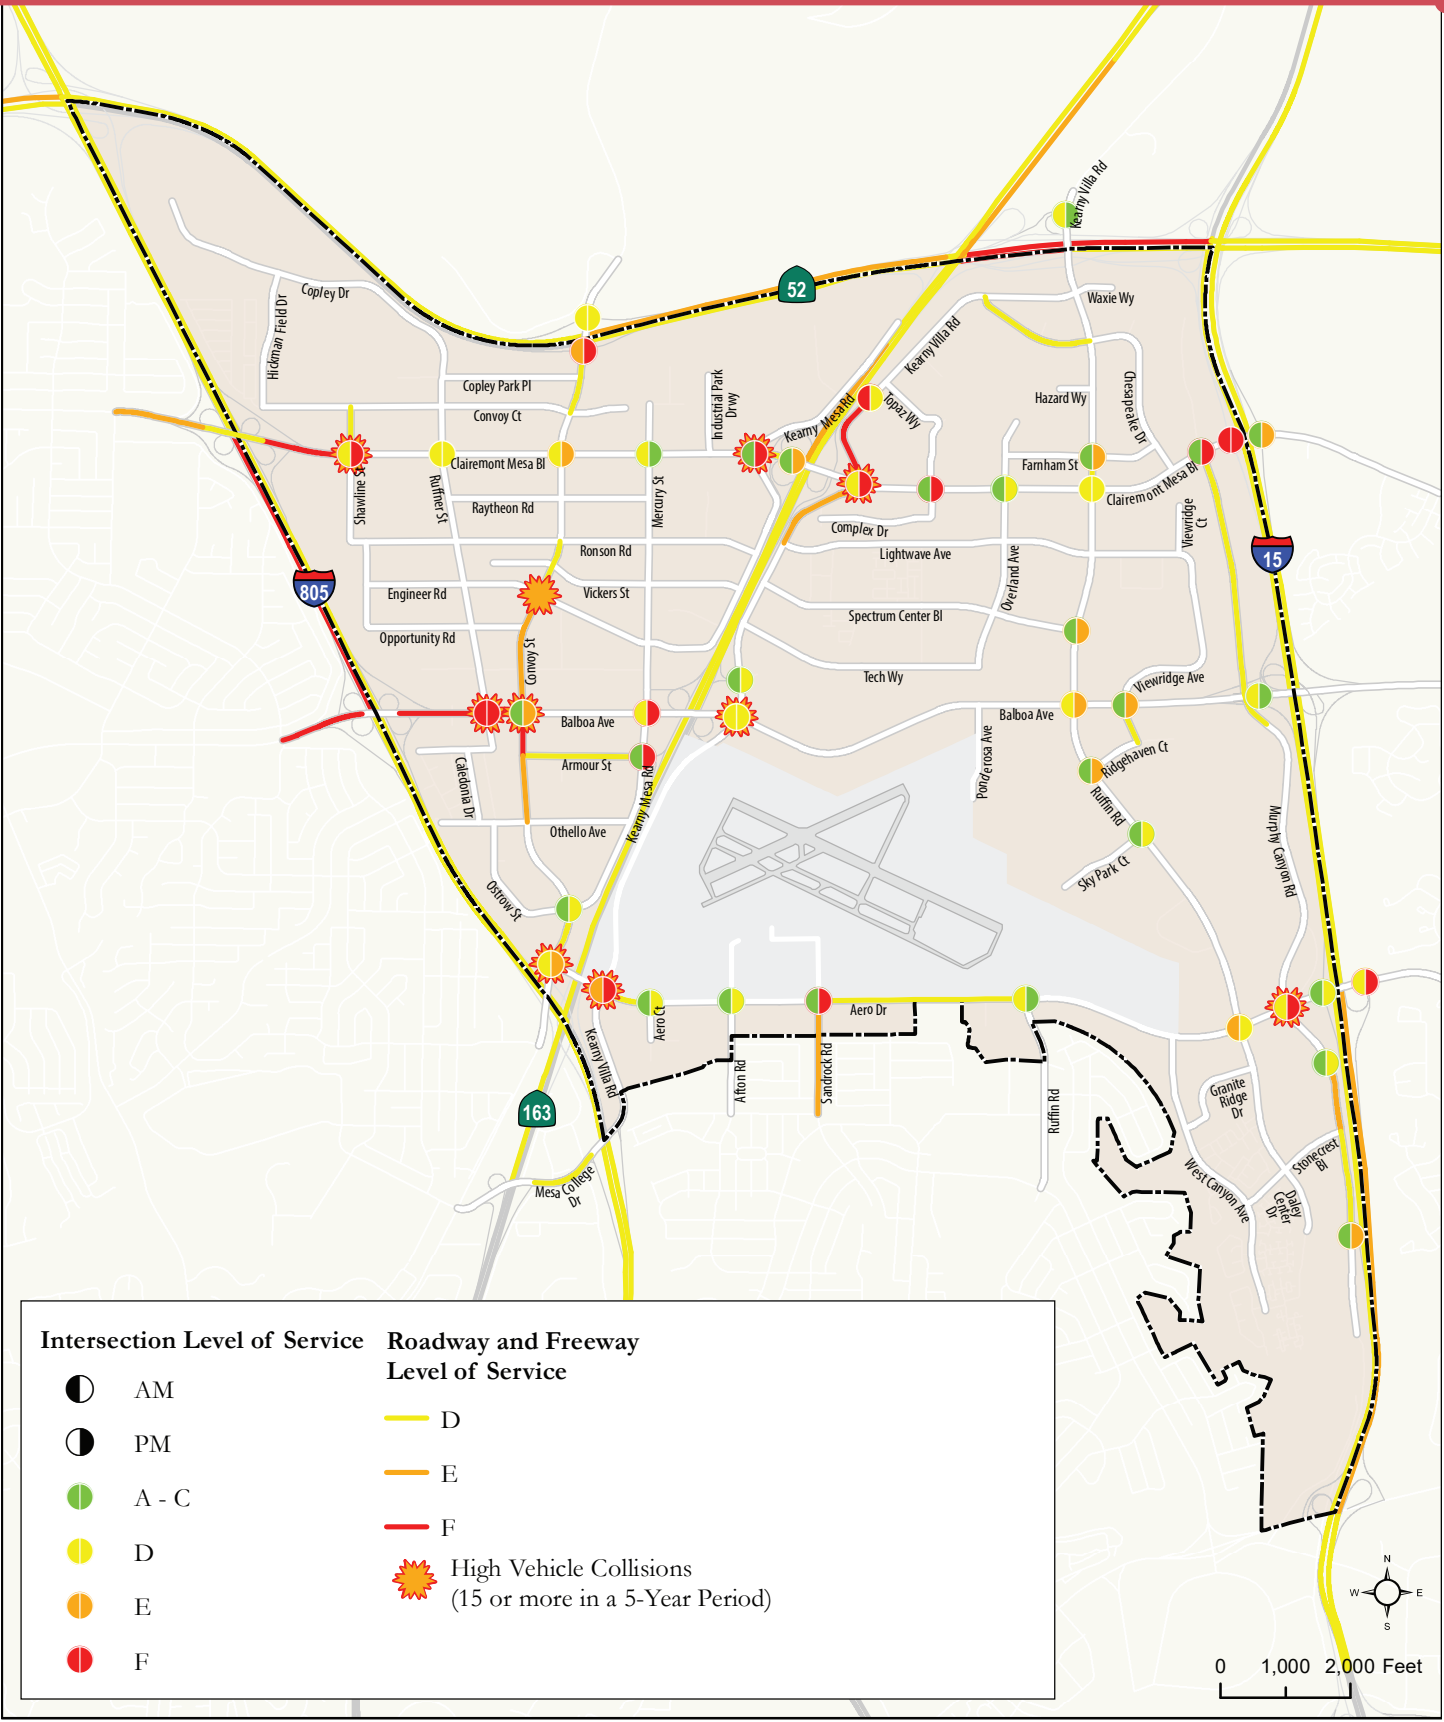 Kearny Villa Rd
52
Copley Dr
Hickman Field Dr
Waxie Wy
Kearny Villa Rd
Copley Park Pl
Convoy Ct
Industrial Park
Drwy
Kearny Mesa Rd
Topaz Wy
Hazard Wy
Chesapeake Dr
Clairemont Mesa Bl
Farnham St
Clairemont Mesa Bl
Shawline St
Ruffner St
Raytheon Rd
Mercury St
Complex Dr
Viewridge
Ct
Ronson Rd
Lightwave Ave
Overland Ave
15
805
Engineer Rd
Vickers St
Spectrum Center Bl
Opportunity Rd
Convoy St
Tech Wy
Viewridge Ave
Balboa Ave
Balboa Ave
Ponderosa Ave
Armour St
Ridgehaven Ct
Caledonia Dr
Kearny Mesa Rd
Ruffin Rd
Othello Ave
Murphy Canyon Rd
Sky Park Ct
Ostrow St
Aero Ct
Aero Dr
Kearny Villa Rd
Afton Rd
Sandrock Rd
Ruffin Rd
163
Granite
Ridge
Dr
Stonecrest
Bl
West Canyon Ave
Daley
Center
Dr
Mesa College
Dr
Intersection Level of Service
AM
PM
A - C
D
E
F
Roadway and Freeway
Level of Service
D
E
F
High Vehicle Collisions
(15 or more in a 5-Year Period)
N
W
E
S
0 1,000 2,000 Feet